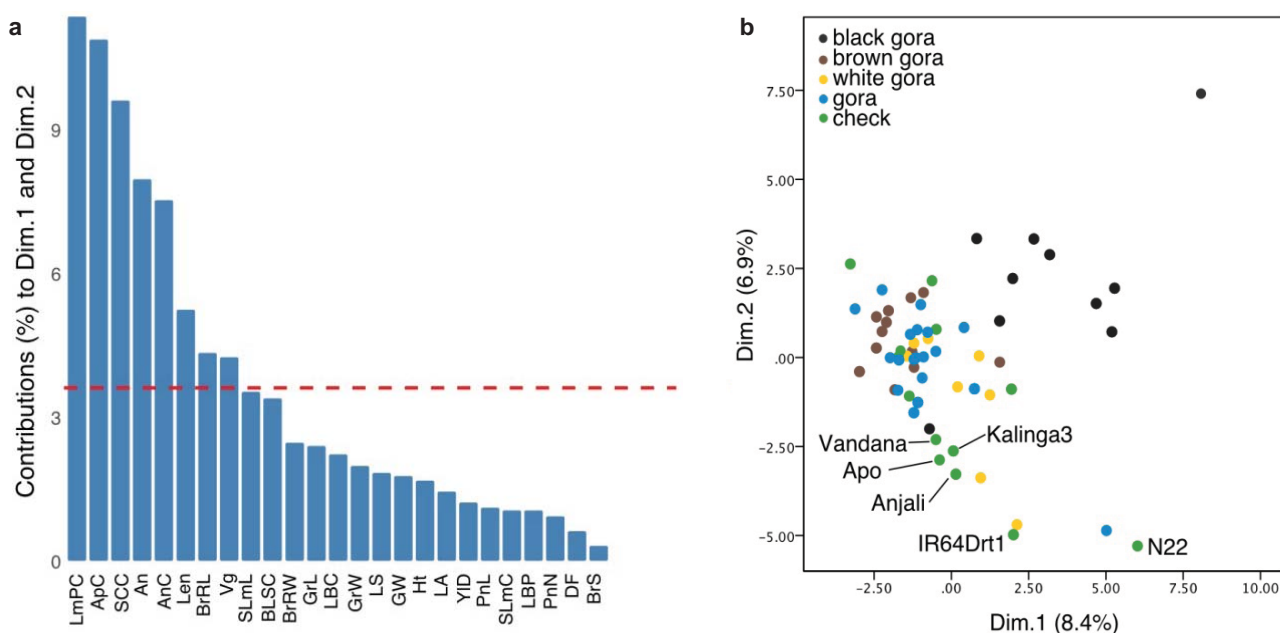 a
Contributions (%) to Dim.1 and Dim.2
9
6
3
0
LmPC
ApC
SCC
An
AnC
Len
BrRL
Vg
SLmL
BLSC
BrRW
GrL
LBC
GrW
LS
GW
Ht
LA
YID
PnL
SLmC
LBP
PnN
DF
BrS
b
black gora
brown gora
white gora
gora
check
Dim.2 (6.9%)
7.50
5.00
2.50
.00
-2.50
-5.00
Vandana
Kalinga3
Apo
Anjali
IR64Drt1
N22
-2.50 .00 2.50 5.00 7.50 10.00
Dim.1 (8.4%)